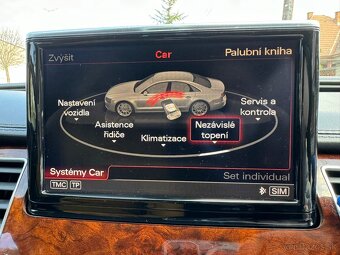 Zvýšit
Car
Palubní kniha
Nastavení
vozidla
Servis a
kontrola
Asistence
řidiče
Nezávislé
topení
Klimatizace
Systémy Car
Set individual
TMC TP
SIM